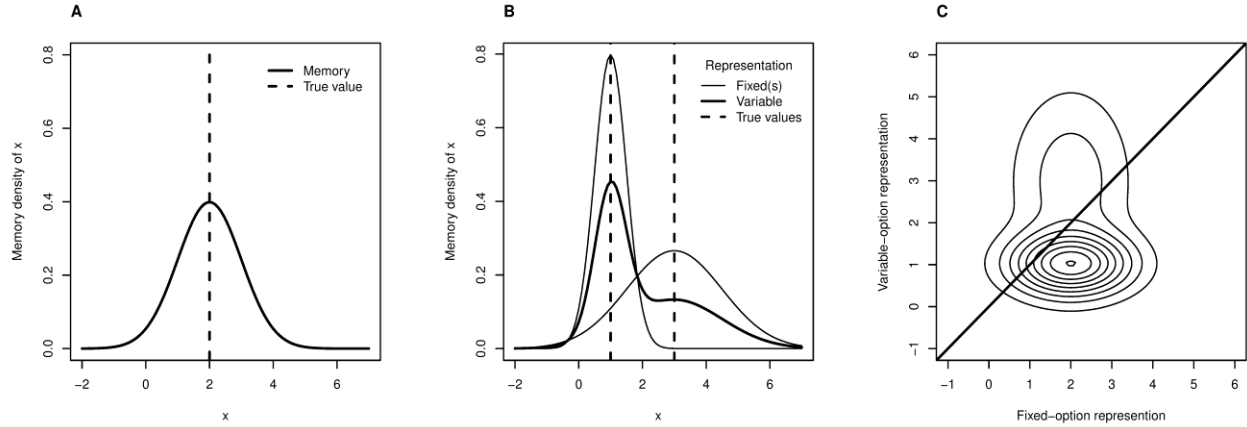 A
Memory density of x
0.0
0.2
0.4
0.6
0.8
Memory
True value
−2 0 2 4 6
x
B
Memory density of x
0.0
0.2
0.4
0.6
0.8
Representation
Fixed(s)
Variable
True values
−2 0 2 4 6
x
C
Variable−option representation
−1
0
1
2
3
4
5
6
−1 0 1 2 3 4 5 6
Fixed−option represention